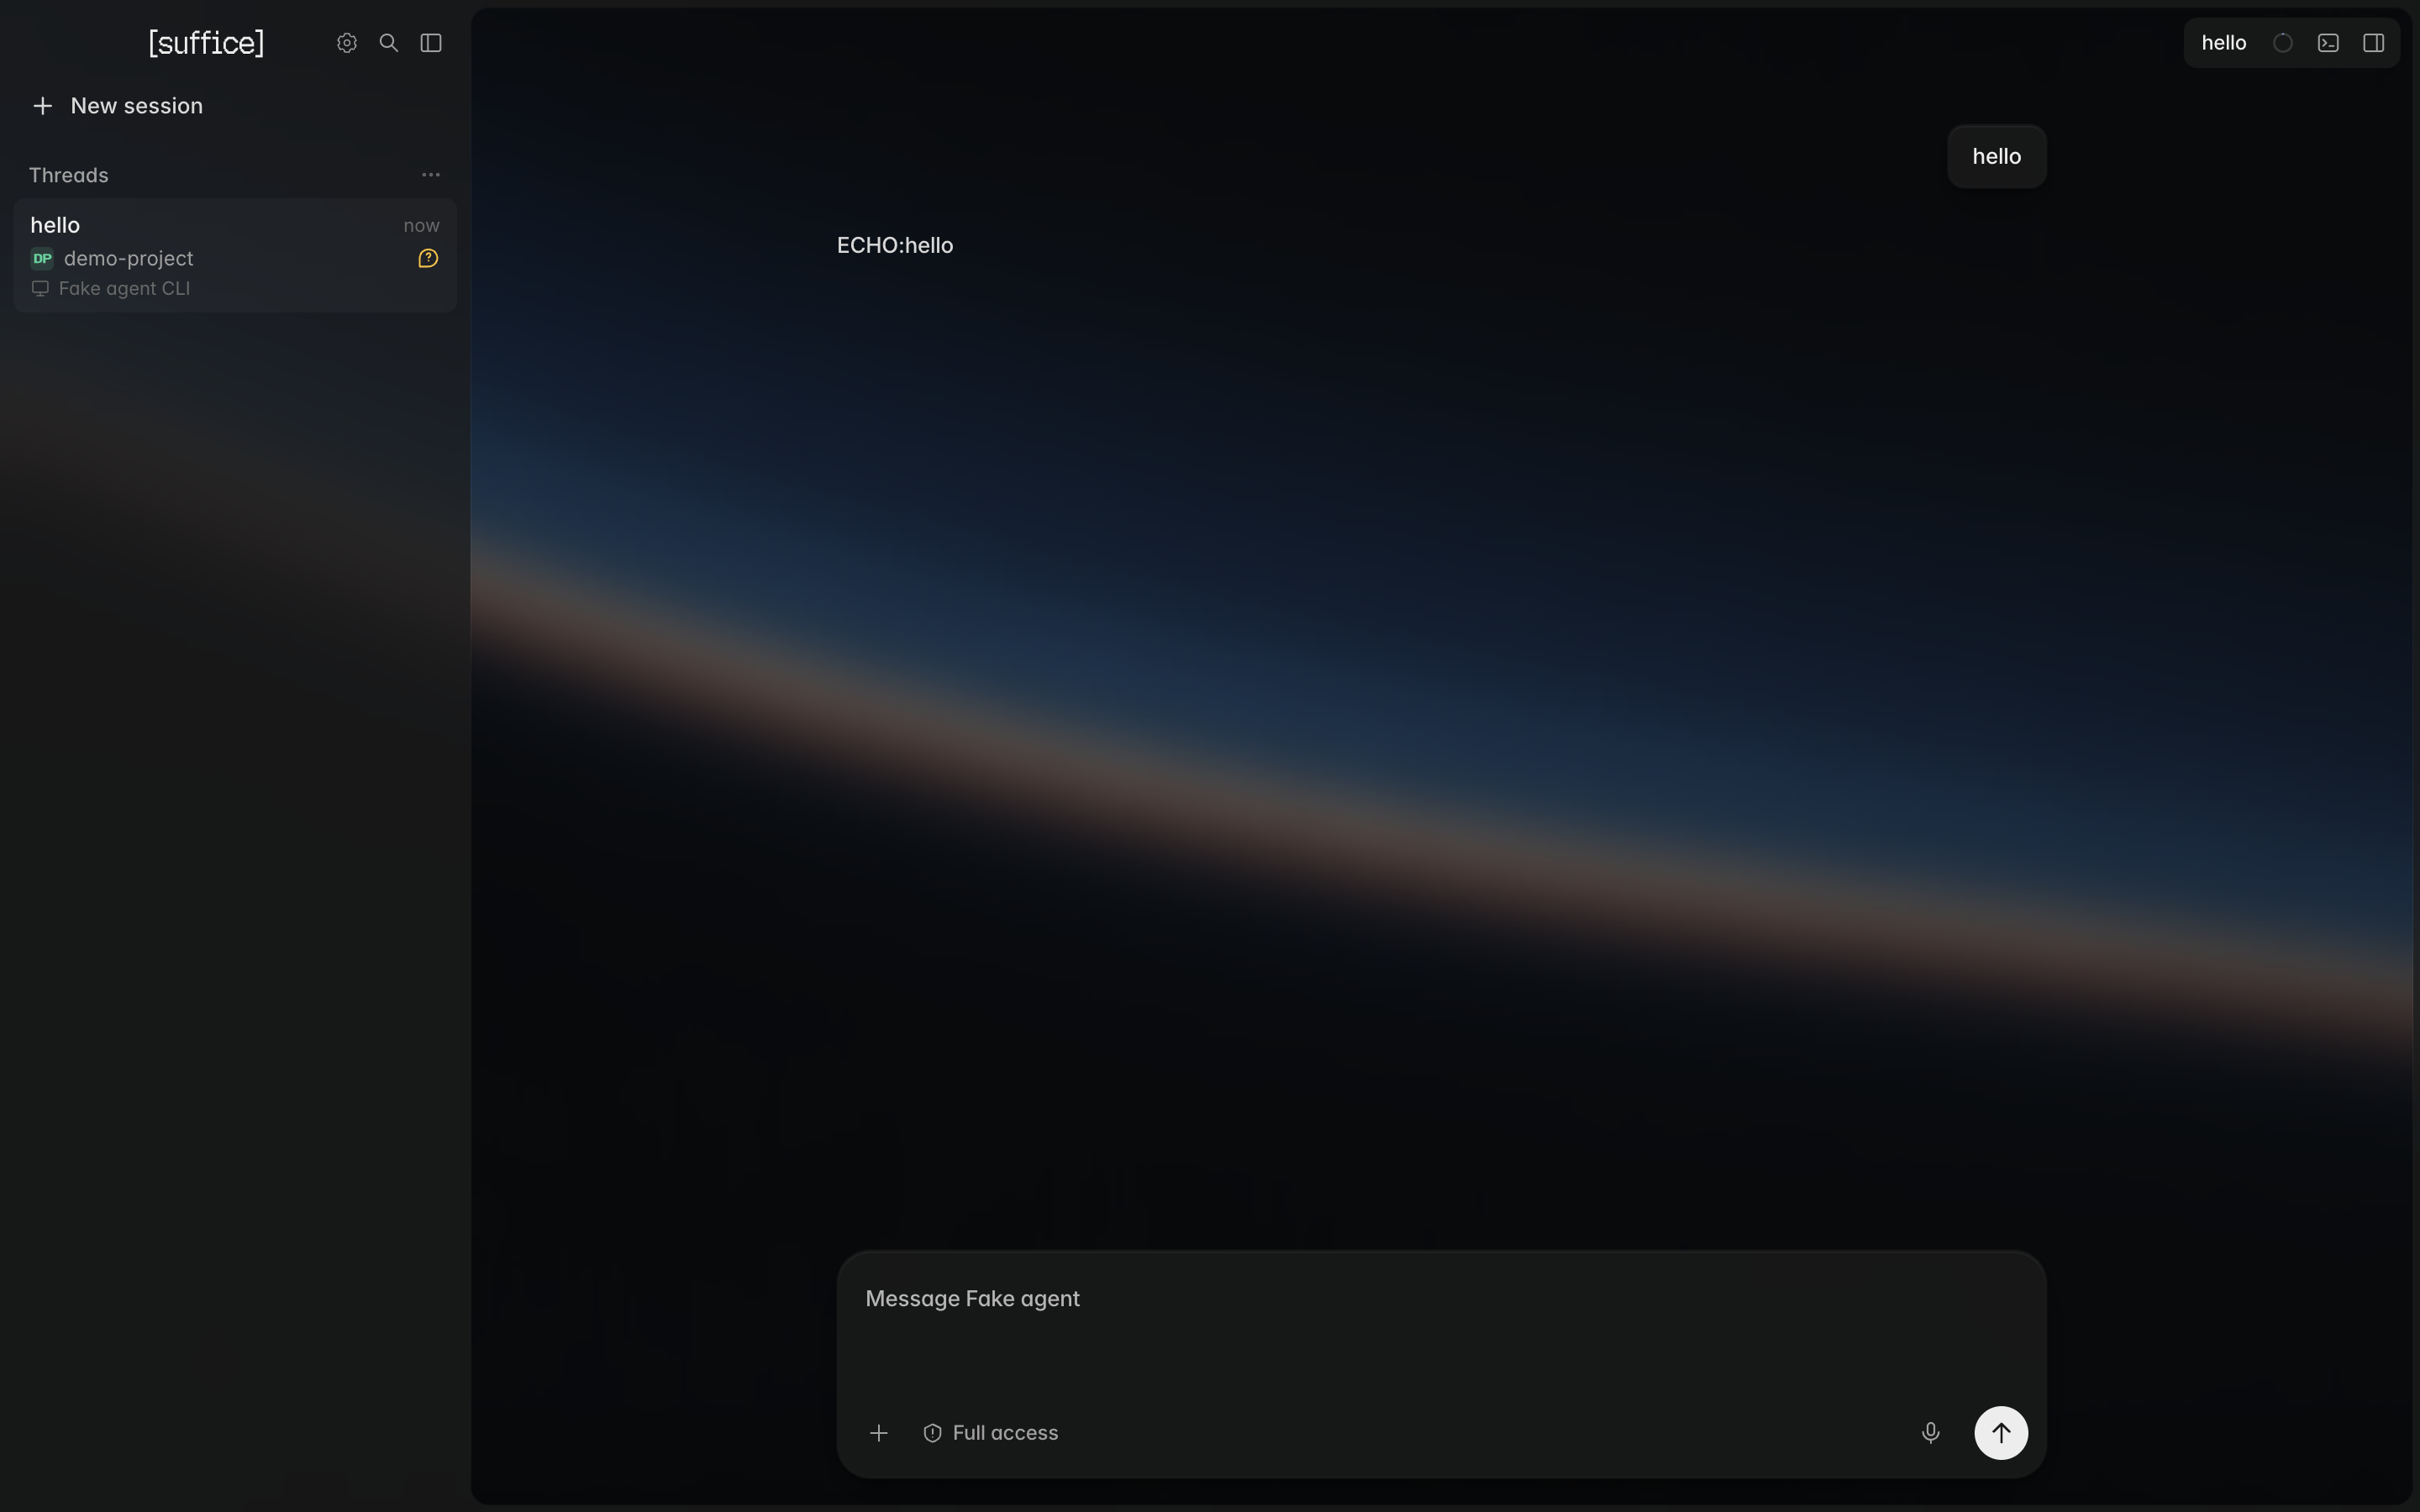 [suffice]
New session
Threads
hello now
DP demo-project
Fake agent CLI
hello
hello
ECHO:hello
Message Fake agent
Full access